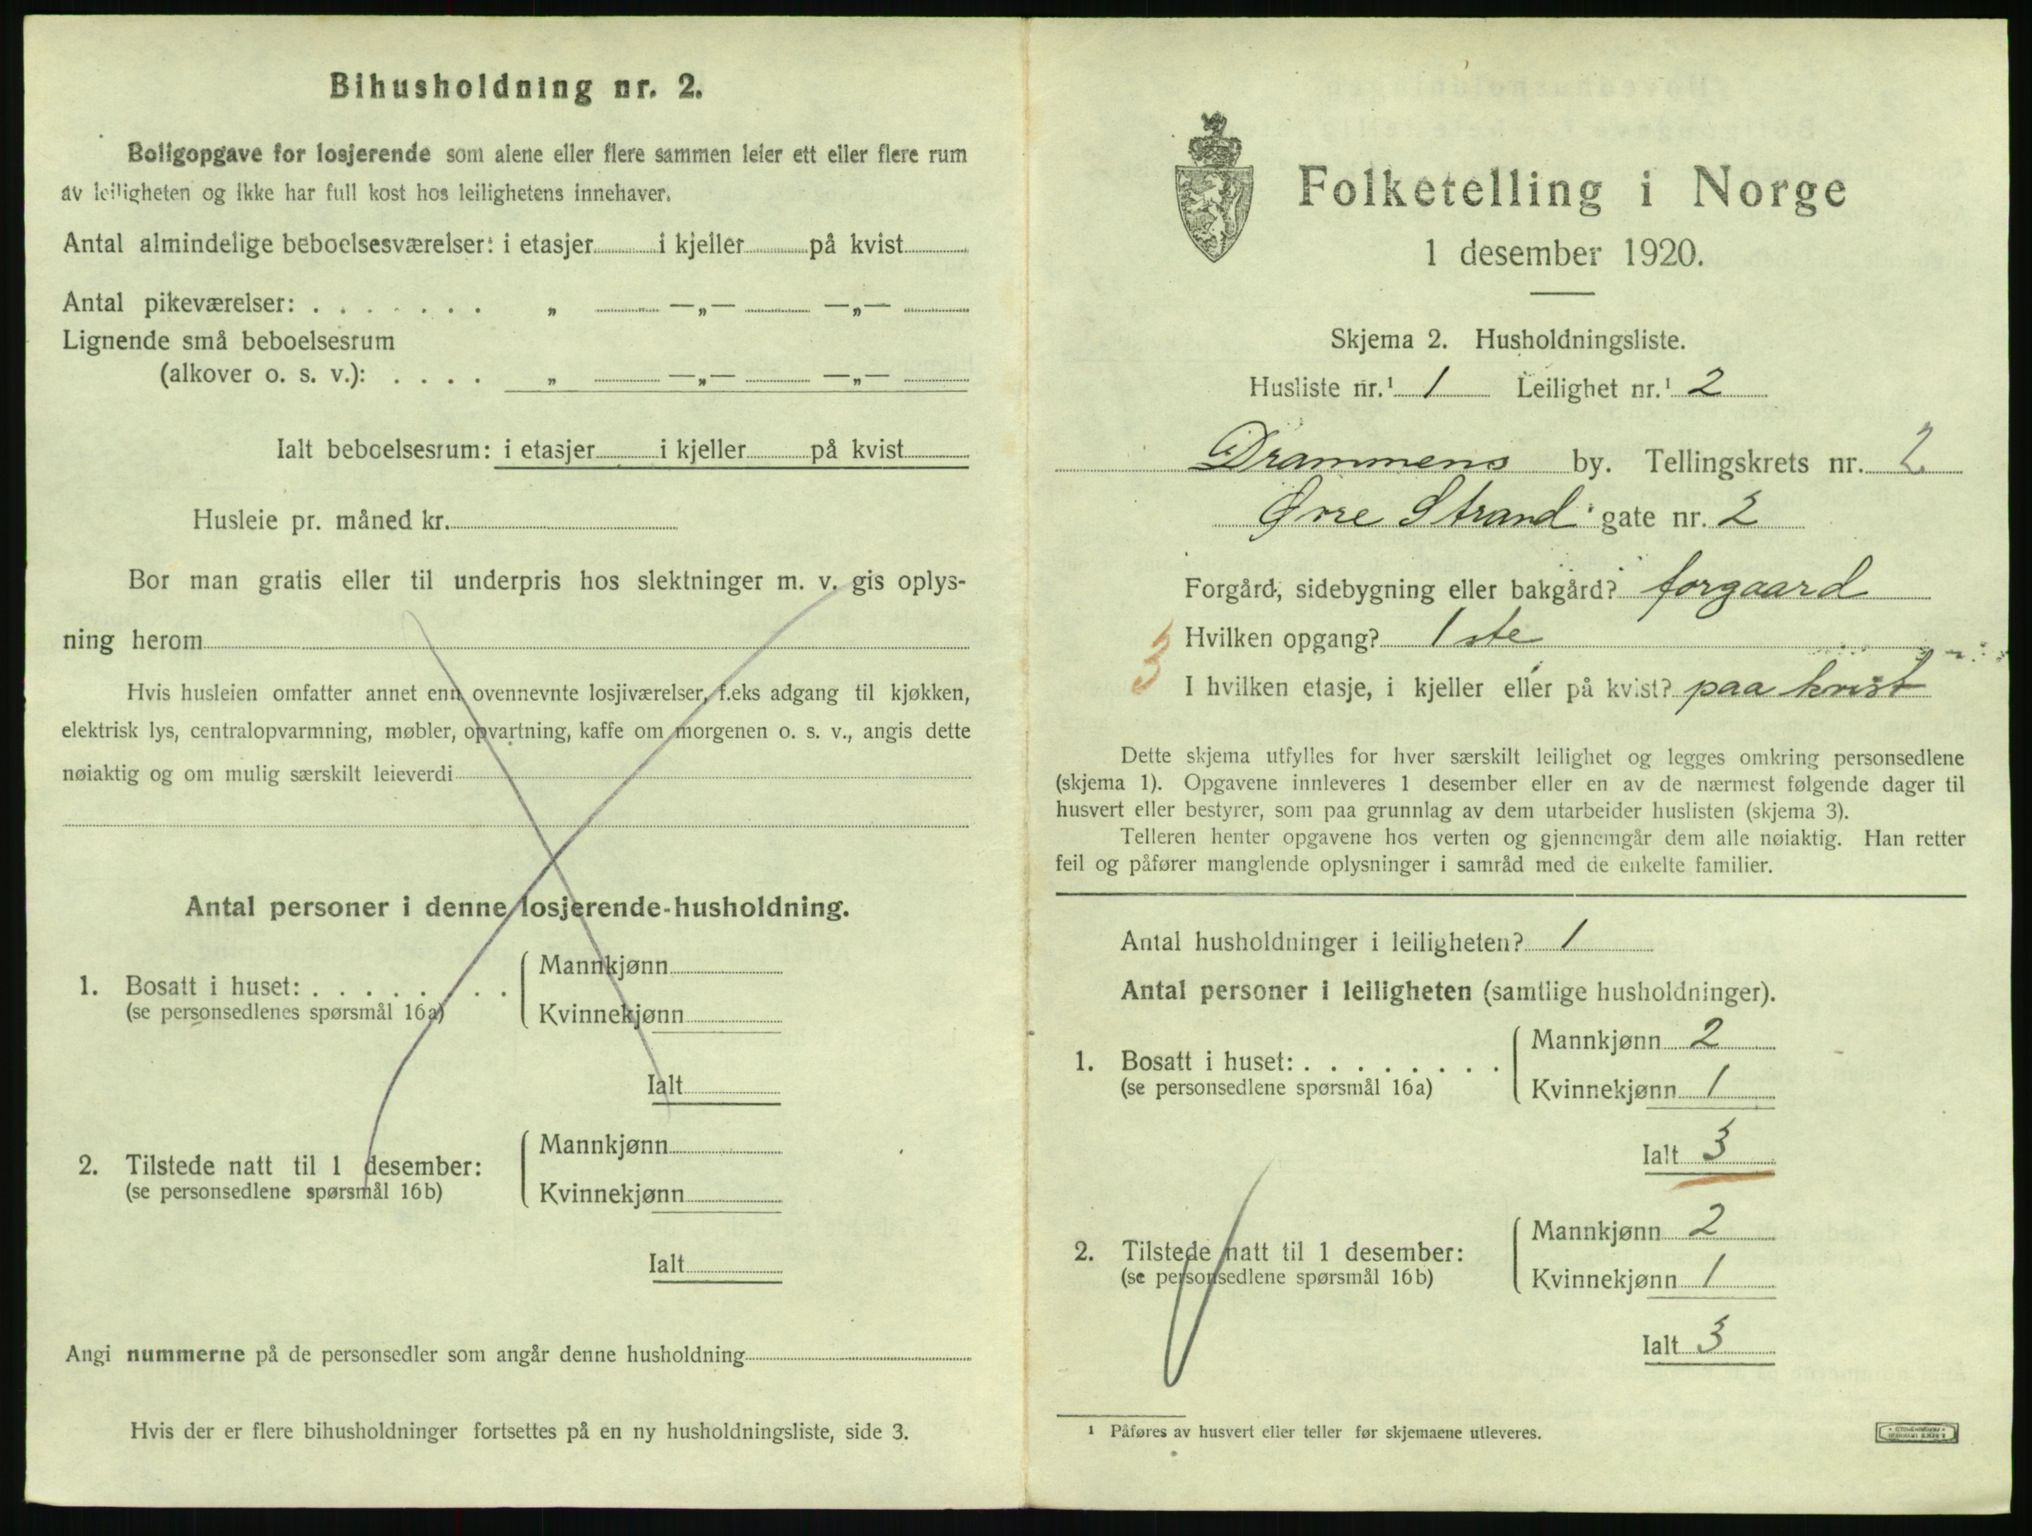 Bihusholdning nr. 2.
Boligopgave for losjerende som alene eller flere sammen leier ett eller flere rum
av leiligheten og ikke har full kost hos leilighetens innehaver.
Antal almindelige beboelsesværelser: i etasjer i kjeller på kvist
Antal pikeværelser: . . . . . . . „ —„— —„—
Lignende små beboelsesrum
(alkover o. s. v.): . . . . „ —„— —„—
Ialt beboelsesrum: i etasjer i kjeller på kvist
Husleie pr. måned kr.
Bor man gratis eller til underpris hos slektninger m. v. gis oplys-
ning herom
Hvis husleien omfatter annet enn ovennevnte losjiværelser, f.eks adgang til kjøkken,
elektrisk lys, centralopvarmning, møbler, opvartning, kaffe om morgenen o. s. v., angis dette
nøiaktig og om mulig særskilt leieverdi
Antal personer i denne losjerende-husholdning.
1. Bosatt i huset: . . . . . . . . Mannkjønn
(se personsedlenes spørsmål 16a) Kvinnekjønn
Ialt
2. Tilstede natt til 1 desember: Mannkjønn
(se personsedlene spørsmål 16b) Kvinnekjønn
Ialt
Angi nummerne på de personsedler som angår denne husholdning
Hvis der er flere bihusholdninger fortsettes på en ny husholdningsliste, side 3.
Folketelling i Norge
1 desember 1920.
Skjema 2. Husholdningsliste.
Husliste nr.¹ 1 Leilighet nr.¹ 2
Drammens by. Tellingskrets nr. 2
Øvre Strand gate nr. 2
Forgård, sidebygning eller bakgård? forgaard
Hvilken opgang? 1ste
3
I hvilken etasje, i kjeller eller på kvist? paa kvist
Dette skjema utfylles for hver særskilt leilighet og legges omkring personsedlene
(skjema 1). Opgavene innleveres 1 desember eller en av de nærmest følgende dager til
husvert eller bestyrer, som paa grunnlag av dem utarbeider huslisten (skjema 3).
Telleren henter opgavene hos verten og gjennemgår dem alle nøiaktig. Han retter
feil og påfører manglende oplysninger i samråd med de enkelte familier.
Antal husholdninger i leiligheten? 1
Antal personer i leiligheten (samtlige husholdninger).
1. Bosatt i huset: . . . . . . . . Mannkjønn 2
(se personsedlene spørsmål 16a) Kvinnekjønn 1
Ialt 3
2. Tilstede natt til 1 desember: Mannkjønn 2
(se personsedlene spørsmål 16b) Kvinnekjønn 1
Ialt 3
¹ Påføres av husvert eller teller før skjemaene utleveres.